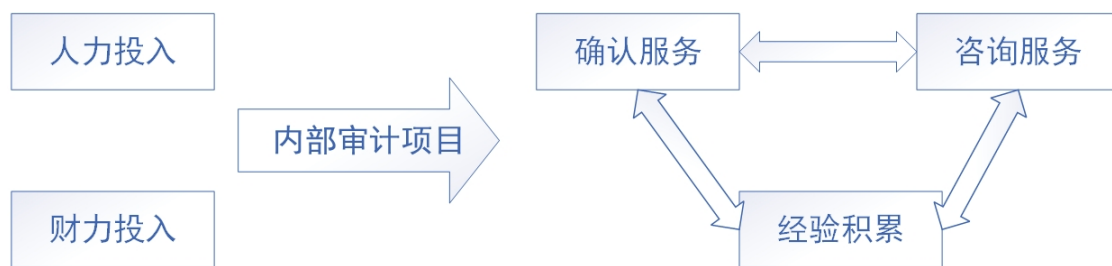 人力投入
确认服务
咨询服务
内部审计项目
财力投入
经验积累